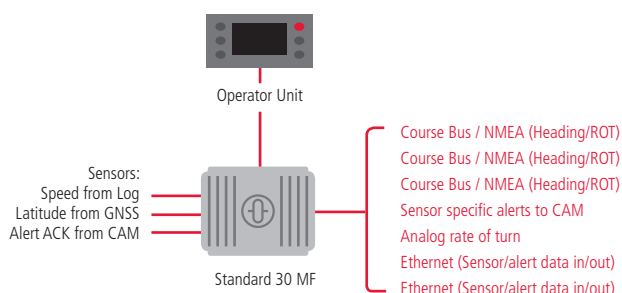 Operator Unit
Sensors:
Speed from Log
Latitude from GNSS
Alert ACK from CAM
Standard 30 MF
Course Bus / NMEA (Heading/ROT)
Course Bus / NMEA (Heading/ROT)
Course Bus / NMEA (Heading/ROT)
Sensor specific alerts to CAM
Analog rate of turn
Ethernet (Sensor/alert data in/out)
Ethernet (Sensor/alert data in/out)